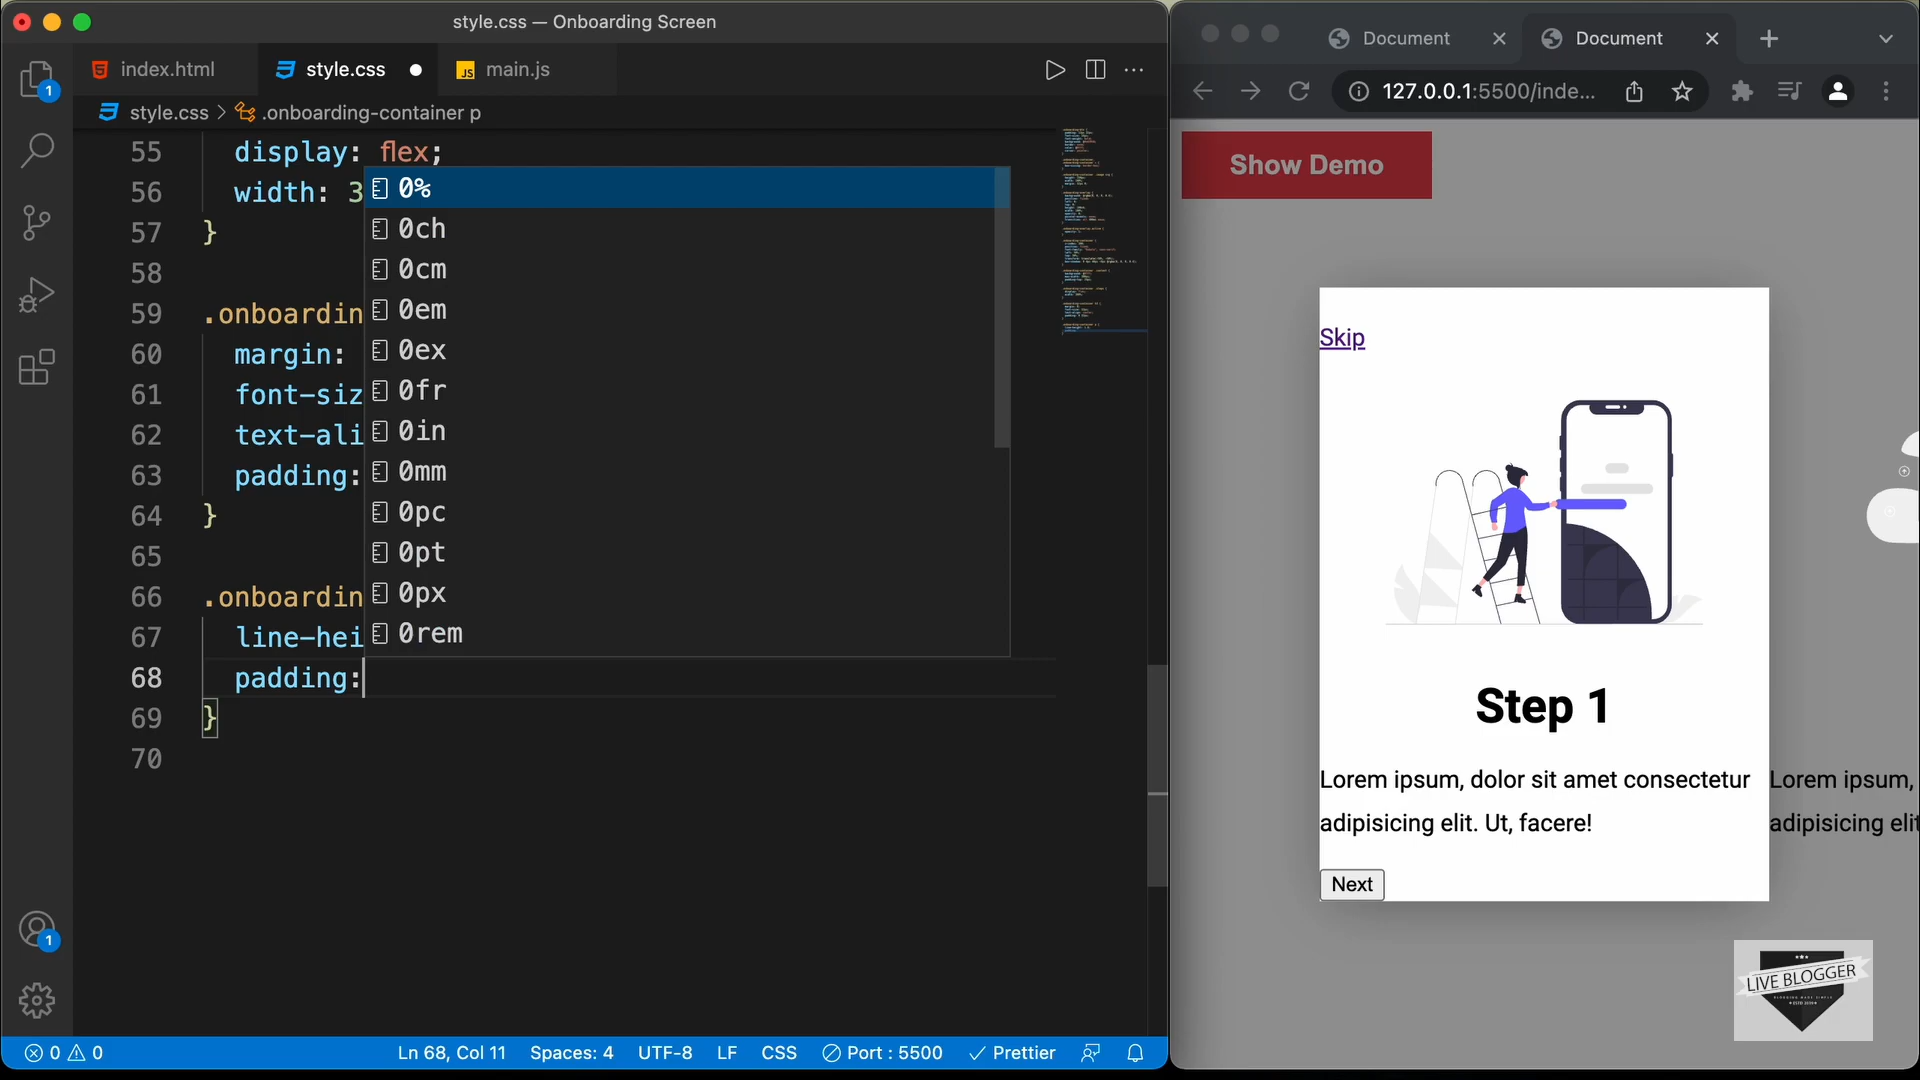 style.css — Onboarding Screen
index.html
style.css
JS main.js
style.css > .onboarding-container p
55 display: flex;
56 width: 3
57 }
58
59 .onboardin
60 margin:
61 font-siz
62 text-ali
63 padding:
64 }
65
66 .onboardin
67 line-hei
68 padding:
69 }
70
0%
0ch
0cm
0em
0ex
0fr
0in
0mm
0pc
0pt
0px
0rem
1
1
0 0
Ln 68, Col 11 Spaces: 4 UTF-8 LF CSS Port : 5500 Prettier
Document
Document
127.0.0.1:5500/inde...
Show Demo
Skip
Step 1
Lorem ipsum, dolor sit amet consectetur
adipisicing elit. Ut, facere!
Next
Lorem ipsum,
adipisicing elit
LIVE BLOGGER